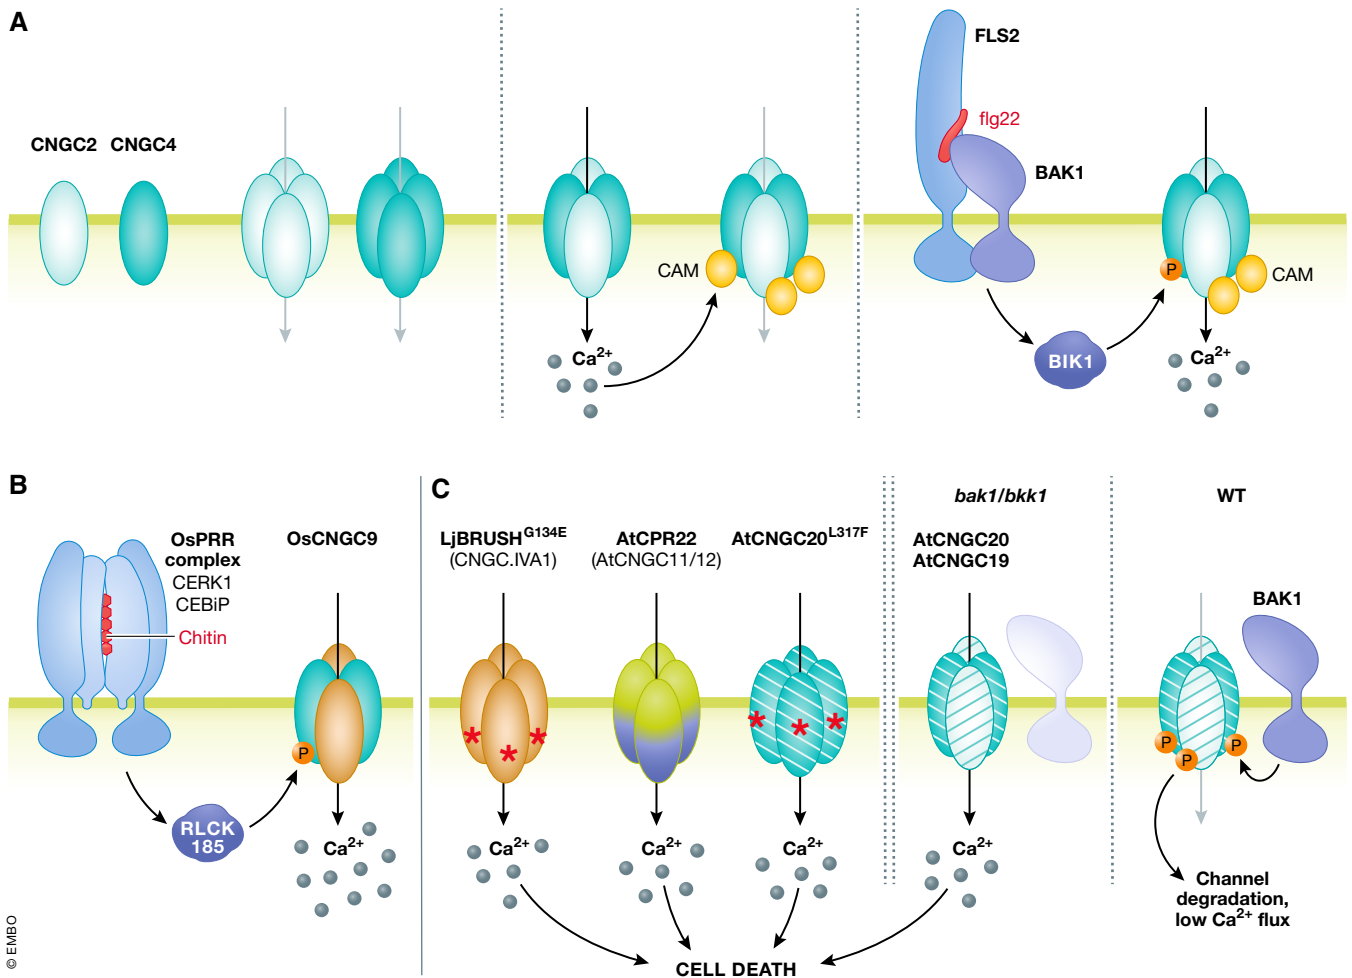 A
CNGC2 CNGC4
Ca2+
CAM
FLS2
flg22
BAK1
BIK1
P
CAM
Ca2+
B
OsPRR
complex
CERK1
CEBiP
Chitin
OsCNGC9
P
RLCK
185
Ca2+
C
LjBRUSHG134E
(CNGC.IVA1)
AtCPR22
(AtCNGC11/12)
AtCNGC20L317F
* * *
* * *
Ca2+
Ca2+
Ca2+
CELL DEATH
bak1/bkk1
AtCNGC20
AtCNGC19
Ca2+
WT
BAK1
P
P
P
Channel
degradation,
low Ca2+ flux
© EMBO